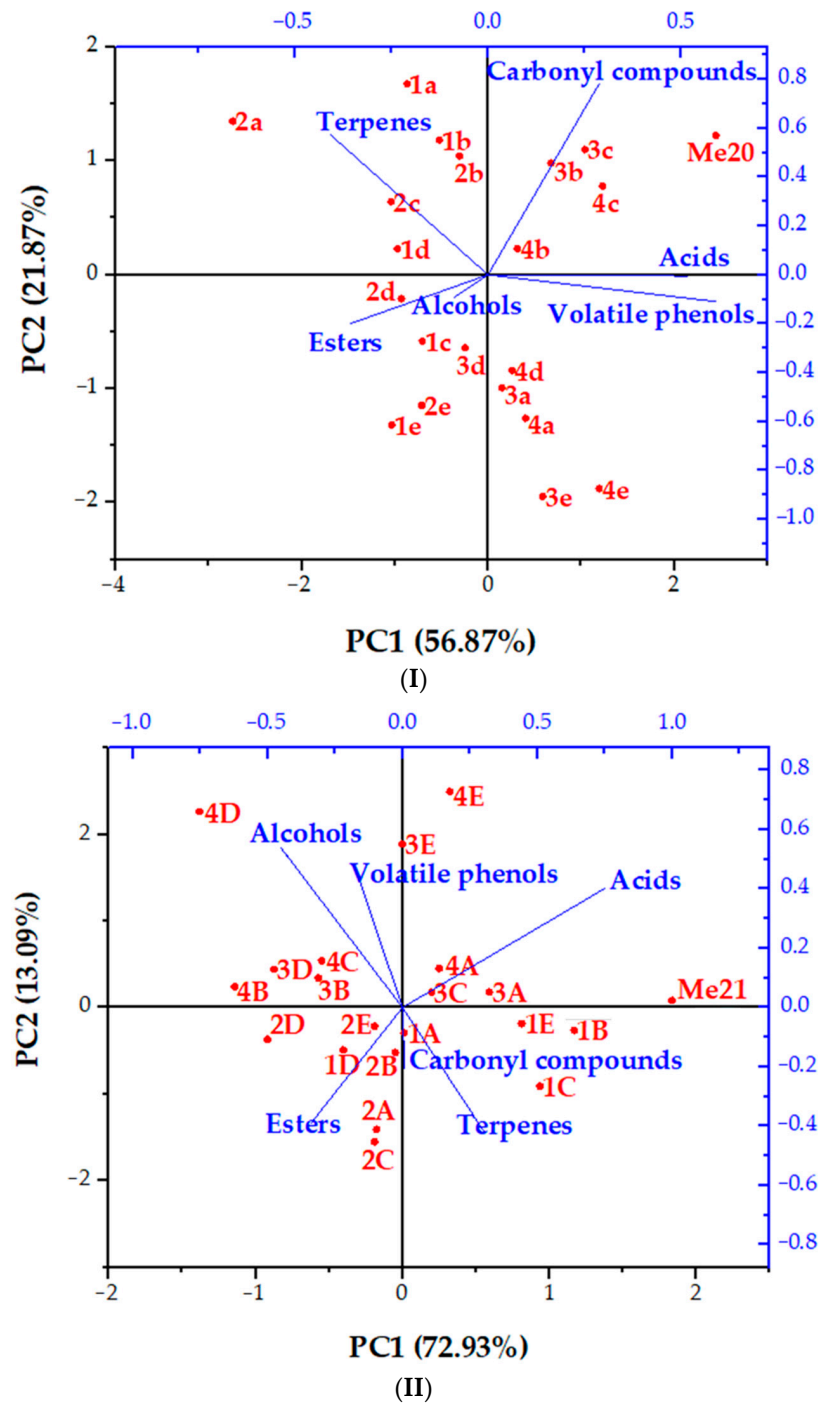 −0.5 0.0 0.5
2 1 0 −1 −2
PC2 (21.87%)
0.8 0.6 0.4 0.2 0.0 −0.2 −0.4 −0.6 −0.8 −1.0
Carbonyl compounds
1a
2a
Terpenes
1b
Me20
3c
2b
3b
4c
2c
1d
4b
Acids
2d
Alcohols
Volatile phenols
Esters
1c
3d
4d
3a
2e
1e
4a
4e
3e
−4 −2 0 2
PC1 (56.87%)
(I)
−1.0 −0.5 0.0 0.5 1.0
2 0 −2
PC2 (13.09%)
0.8 0.6 0.4 0.2 0.0 −0.2 −0.4 −0.6 −0.8
4E
4D
Alcohols
3E
Volatile phenols
Acids
4C
4A
3D
3B
4B
3C
3A
Me21
2D
2E
1A
1E
1B
1D
2B
Carbonyl compounds
1C
2A
Esters
Terpenes
2C
−2 −1 0 1 2
PC1 (72.93%)
(II)